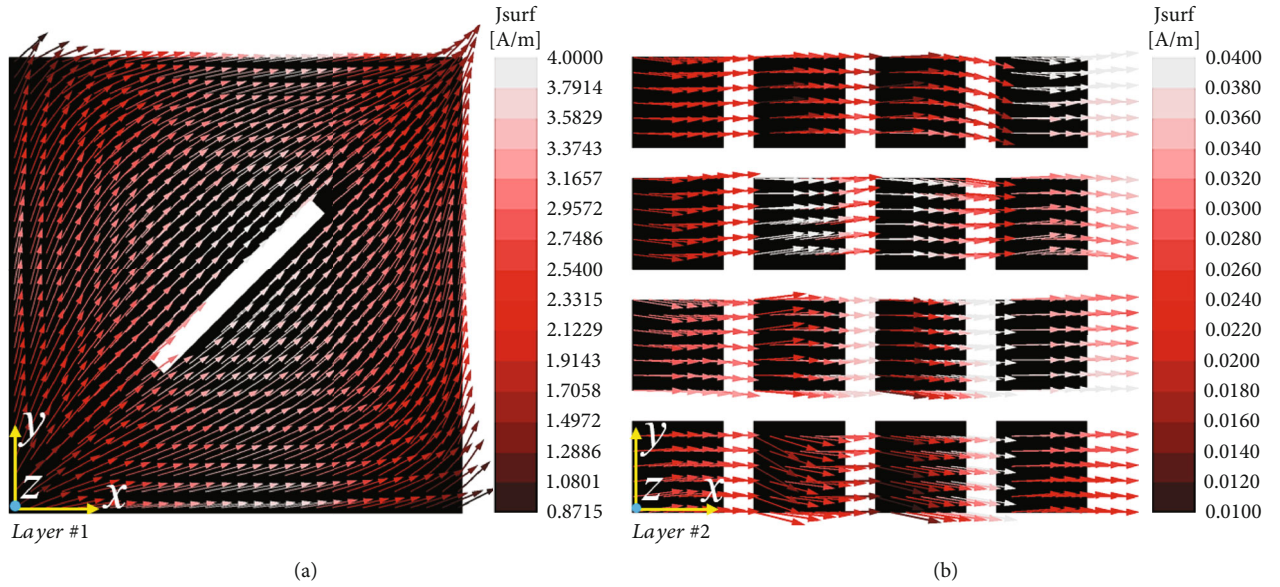 Jsurf
[A/m]
4.0000
3.7914
3.5829
3.3743
3.1657
2.9572
2.7486
2.5400
2.3315
2.1229
1.9143
1.7058
1.4972
1.2886
1.0801
0.8715
y
z
x
Layer #1
(a)
Jsurf
[A/m]
0.0400
0.0380
0.0360
0.0340
0.0320
0.0300
0.0280
0.0260
0.0240
0.0220
0.0200
0.0180
0.0160
0.0140
0.0120
0.0100
y
z
x
Layer #2
(b)